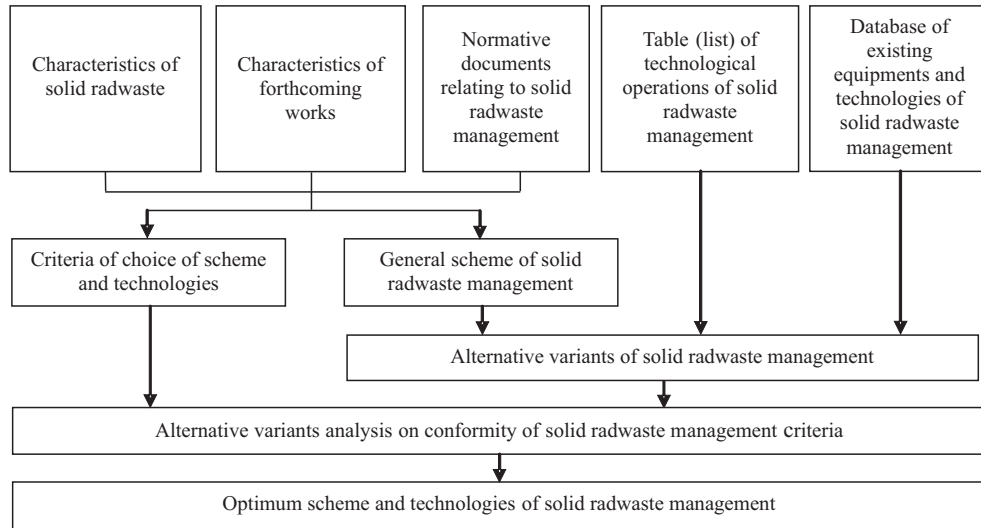 Characteristics of
solid radwaste
Characteristics of
forthcoming
works
Normative
documents
relating to solid
radwaste
management
Table (list) of
technological
operations of solid
radwaste
management
Database of
existing
equipments and
technologies of
solid radwaste
management
Criteria of choice of scheme
and technologies
General scheme of solid
radwaste management
Alternative variants of solid radwaste management
Alternative variants analysis on conformity of solid radwaste management criteria
Optimum scheme and technologies of solid radwaste management